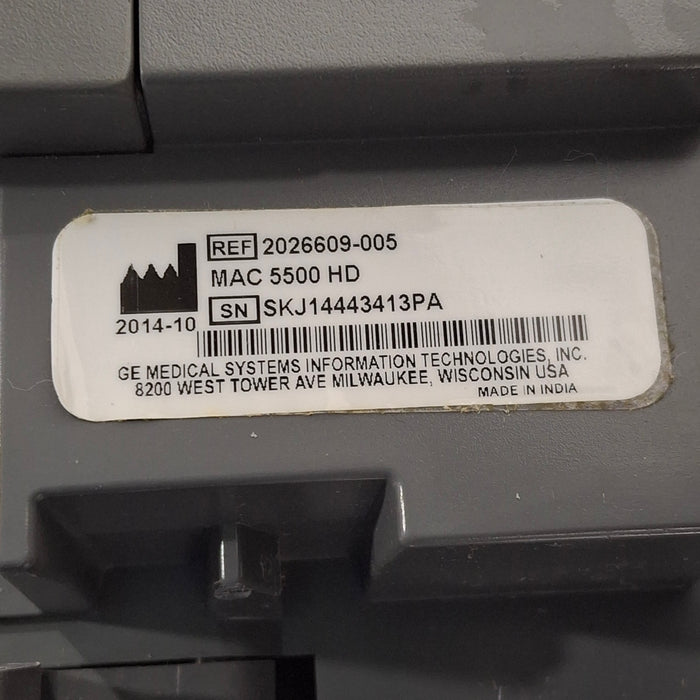 REF 2026609-005
MAC 5500 HD
SN SKJ14443413PA
2014-10
GE MEDICAL SYSTEMS INFORMATION TECHNOLOGIES, INC.
8200 WEST TOWER AVE MILWAUKEE, WISCONSIN USA
MADE IN INDIA